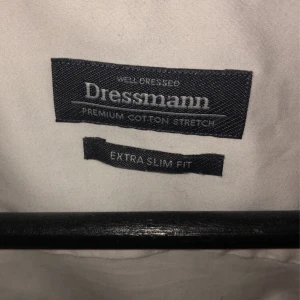 WELL DRESSED
Dressmann
PREMIUM COTTON STRETCH
EXTRA SLIM FIT